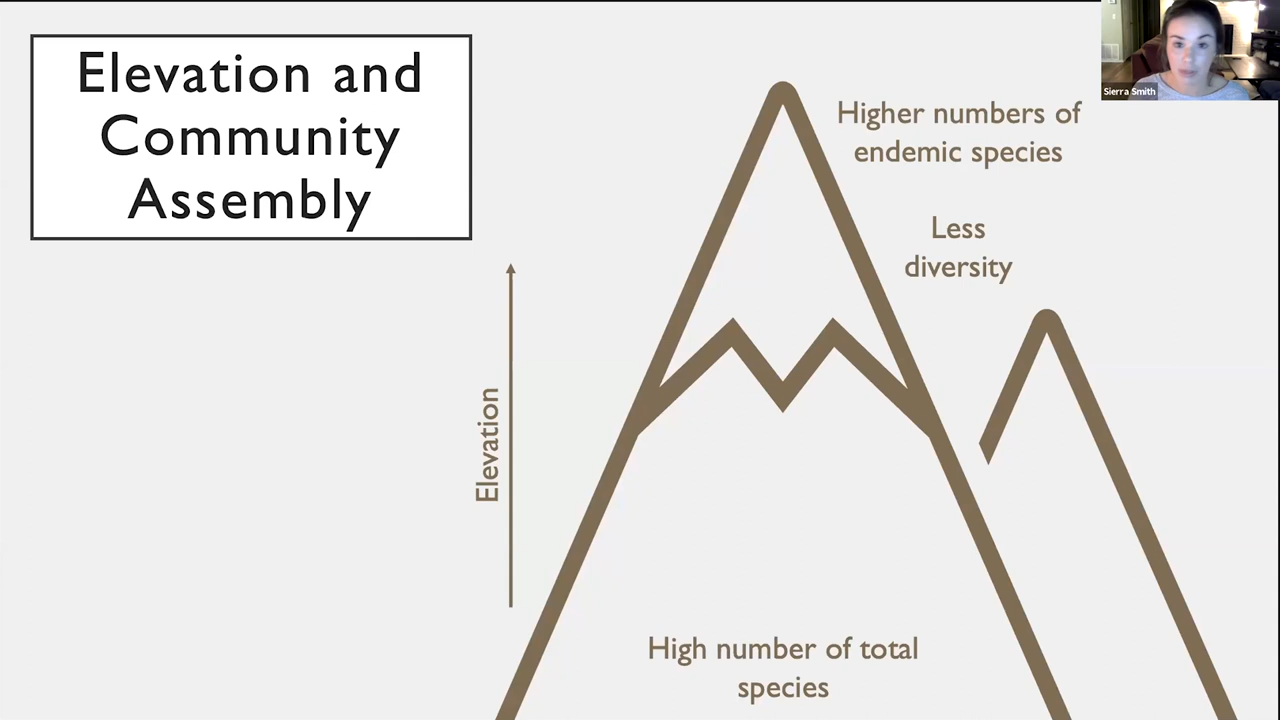 Elevation and
Community
Assembly
Sierra Smith
Higher numbers of
endemic species
Less
diversity
Elevation
High number of total
species